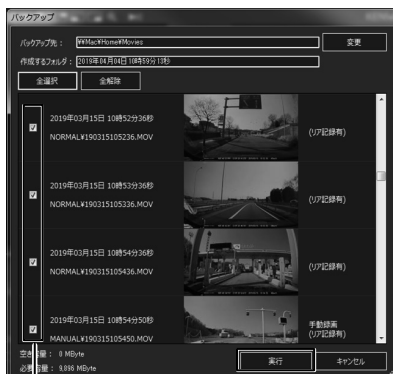 バックアップ
バックアップ先： ¥¥Mac¥Home¥Movies 変更
作成するフォルダ： 2019年04月04日 10時59分13秒
全選択 全解除
2019年03月15日 10時52分36秒
NORMAL¥190315105236.MOV
(リア記録有)
2019年03月15日 10時53分36秒
NORMAL¥190315105336.MOV
(リア記録有)
2019年03月15日 10時54分36秒
NORMAL¥190315105436.MOV
(リア記録有)
2019年03月15日 10時54分50秒
MANUAL¥190315105450.MOV
手動録画
(リア記録有)
空き容量： 0 MByte
必要容量： 9,896 MByte
実行 キャンセル